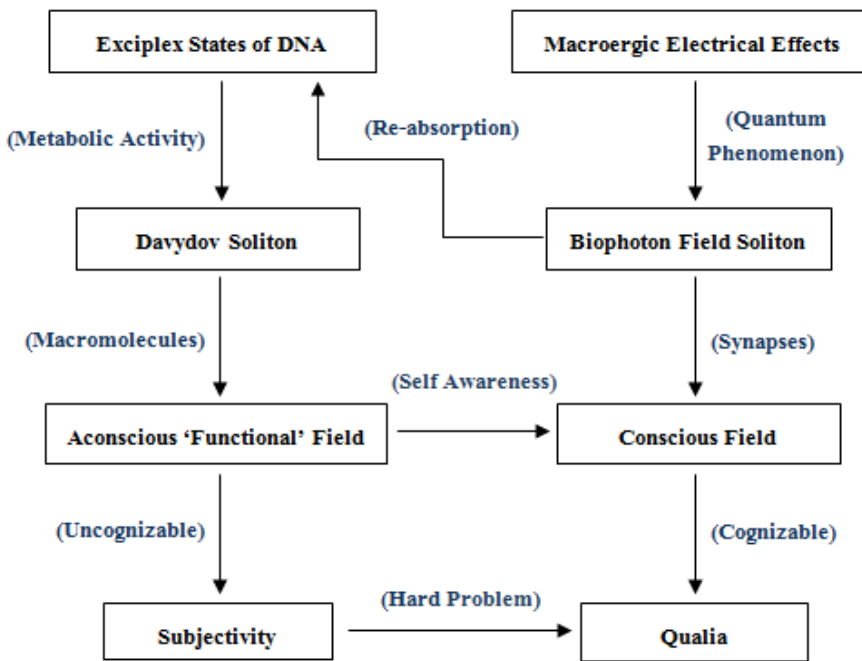 Exciplex States of DNA
Macroergic Electrical Effects
(Metabolic Activity)
(Re-absorption)
(Quantum
Phenomenon)
Davydov Soliton
Biophoton Field Soliton
(Macromolecules)
(Synapses)
(Self Awareness)
Aconscious ‘Functional’ Field
Conscious Field
(Uncognizable)
(Cognizable)
(Hard Problem)
Subjectivity
Qualia